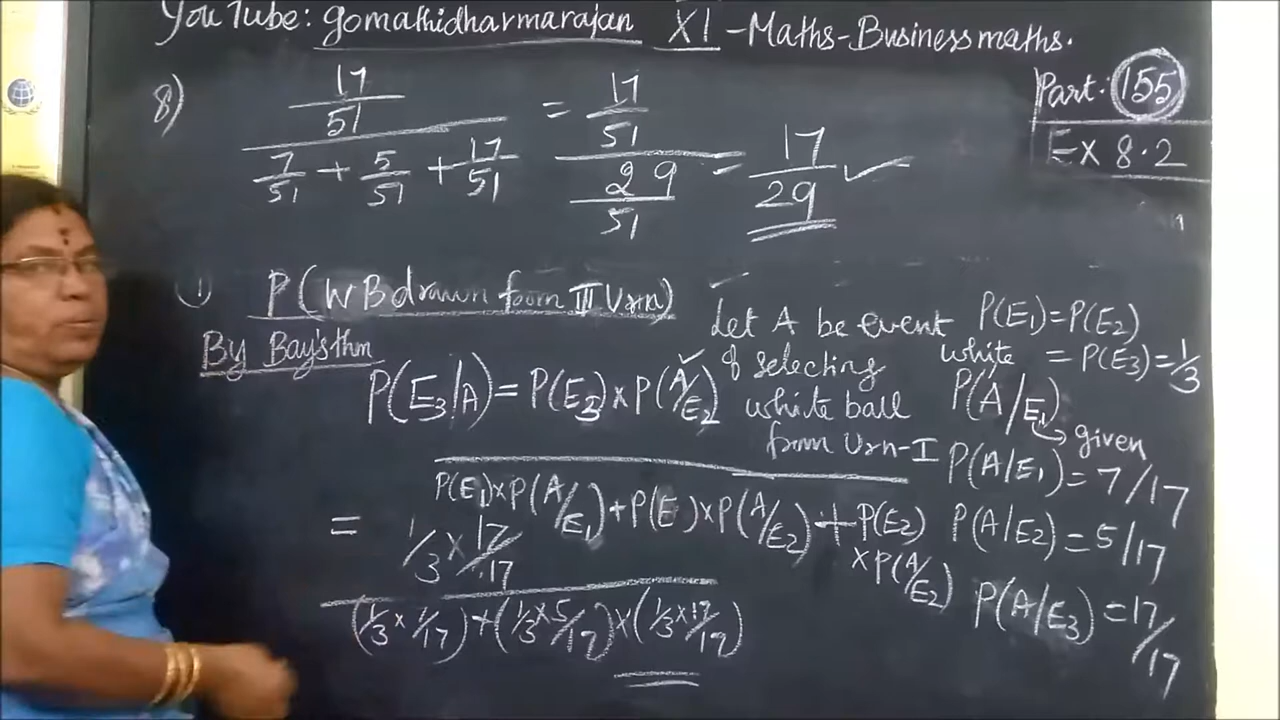 YouTube: gomathidharmarajan XI - Maths - Business maths.
Part: 155
Ex 8.2
8) 17/51 / (7/51 + 5/51 + 17/51) = 17/51 / 29/51 = 17/29 ✓
1) P(WB drawn from III Urn)
By Bay's thm
P(E3/A) = P(E3) x P(A/E2)
P(E1) x P(A/E1) + P(E ) x P(A/E2) + P(E2) x P(A/E2)
= 1/3 x 17/17
(1/3 x 7/17) + (1/3 x 5/17) x (1/3 x 17/17)
Let A be event
of selecting white
white ball
from Urn-I
P(E1) = P(E2)
= P(E3) = 1/3
P(A/E1)
given
P(A/E1) = 7/17
P(A/E2) = 5/17
P(A/E3) = 17/17